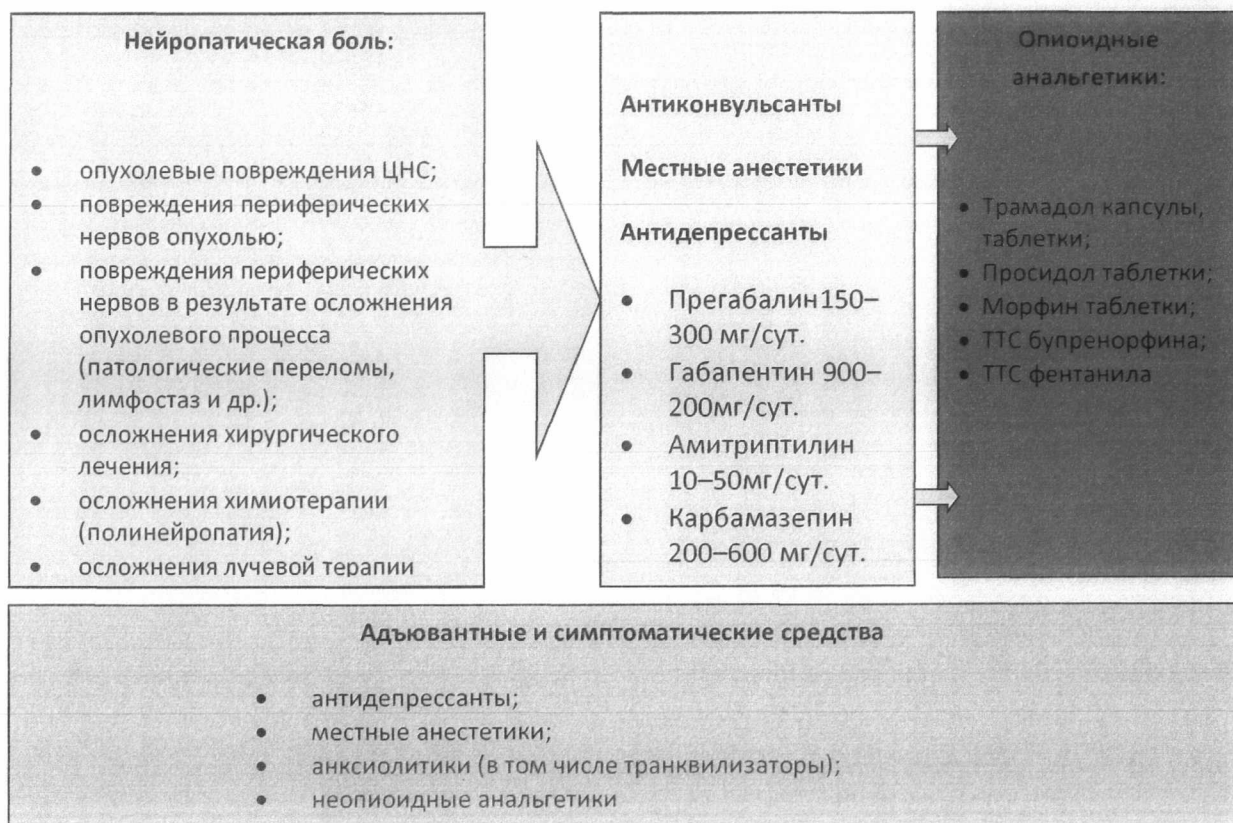 Нейропатическая боль:
• опухолевые повреждения ЦНС;
• повреждения периферических
нервов опухолью;
• повреждения периферических
нервов в результате осложнения
опухолевого процесса
(патологические переломы,
лимфостаз и др.);
• осложнения хирургического
лечения;
• осложнения химиотерапии
(полинейропатия);
• осложнения лучевой терапии
Антиконвульсанты
Местные анестетики
Антидепрессанты
• Прегабалин150–
300 мг/сут.
• Габапентин 900–
200мг/сут.
• Амитриптилин
10–50мг/сут.
• Карбамазепин
200–600 мг/сут.
Опиоидные
анальгетики:
• Трамадол капсулы,
таблетки;
• Просидол таблетки;
• Морфин таблетки;
• ТТС бупренорфина;
• ТТС фентанила
Адъювантные и симптоматические средства
• антидепрессанты;
• местные анестетики;
• анксиолитики (в том числе транквилизаторы);
• неопиоидные анальгетики